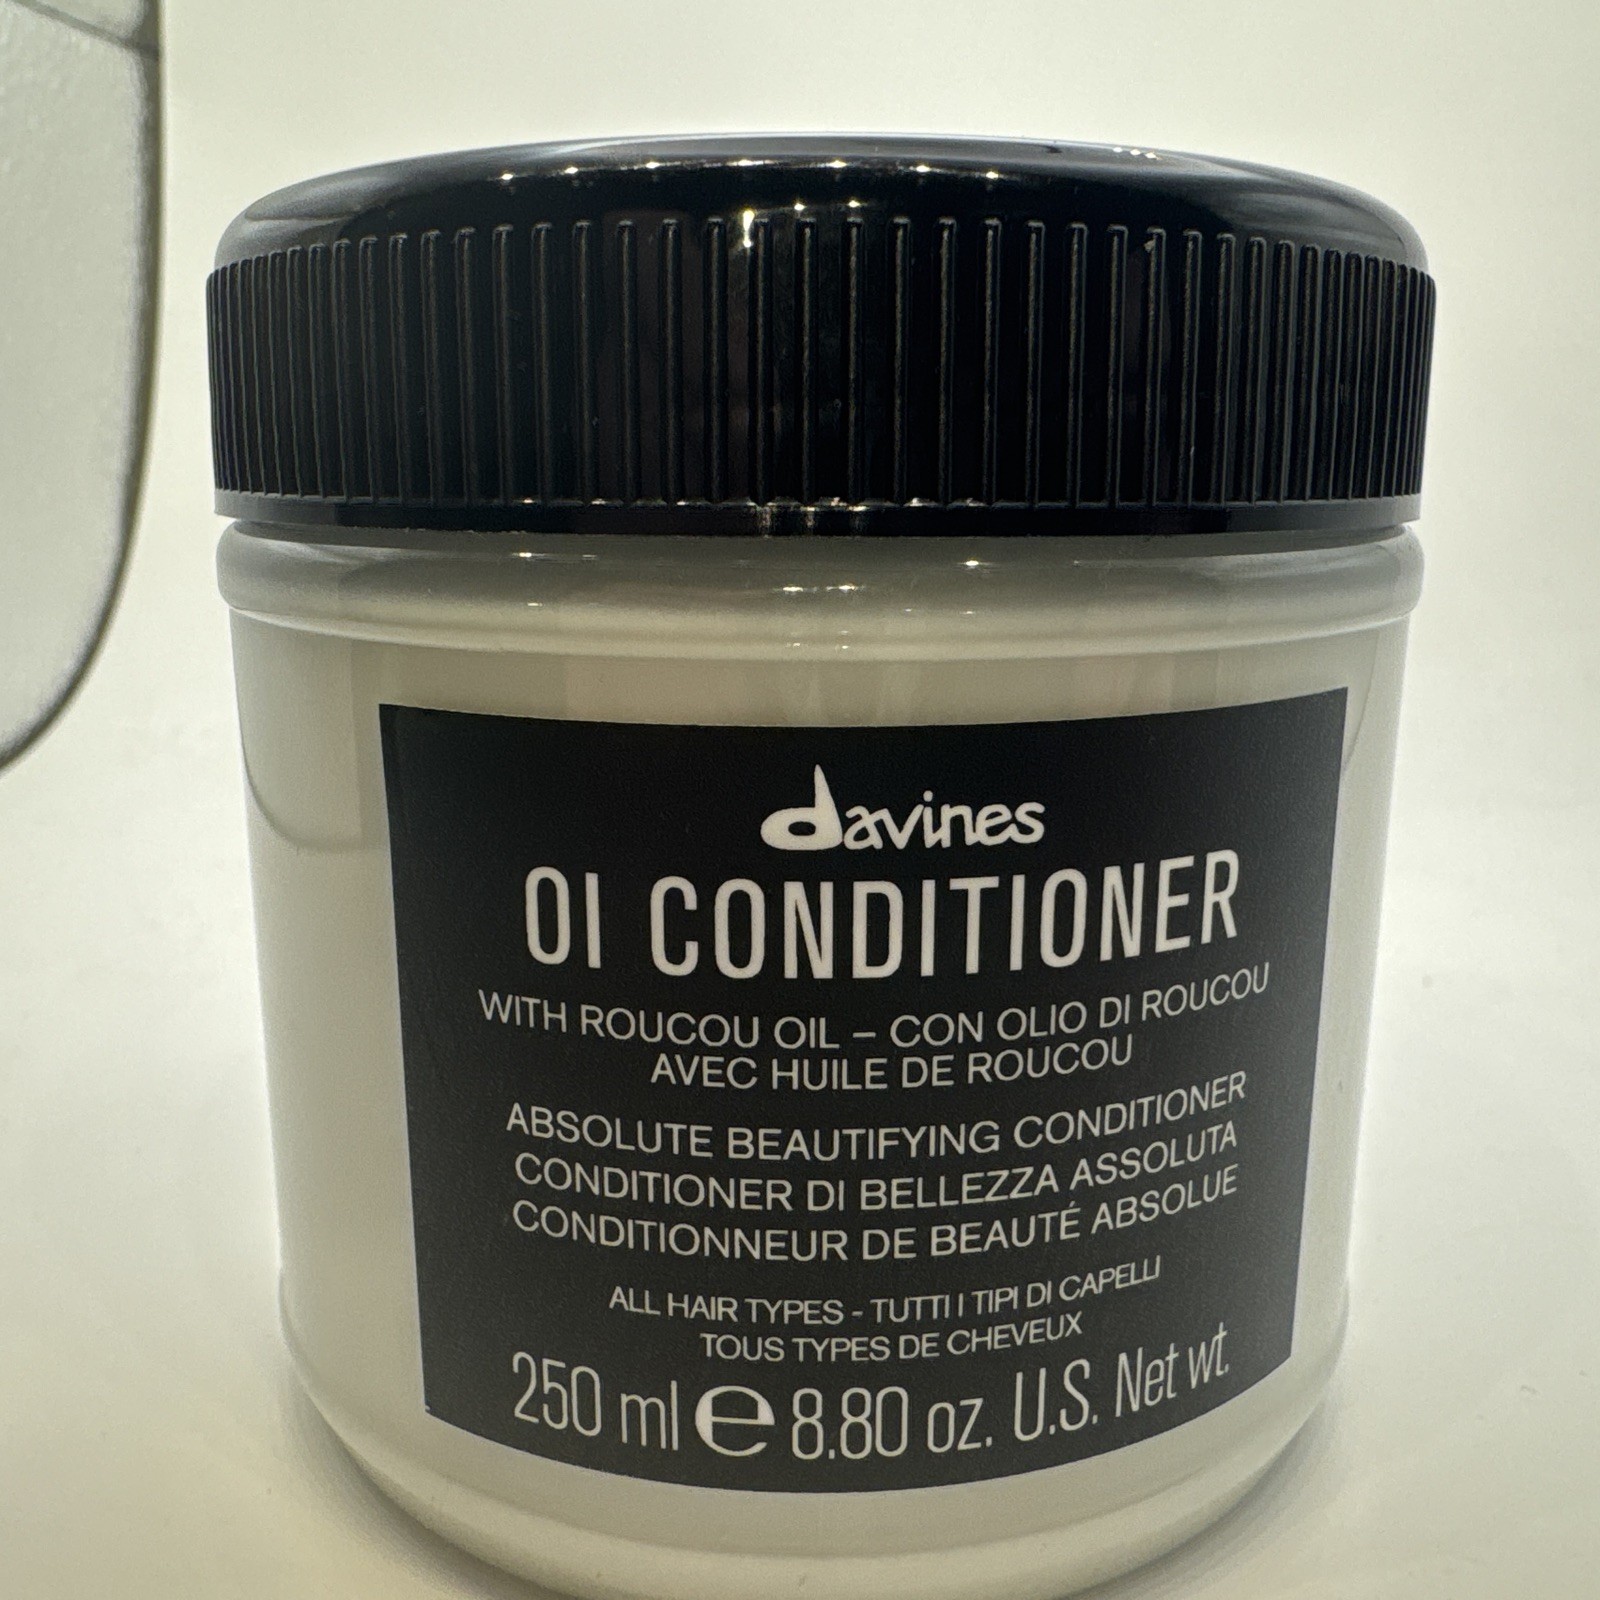 davines
OI CONDITIONER
WITH ROUCOU OIL – CON OLIO DI ROUCOU
AVEC HUILE DE ROUCOU
ABSOLUTE BEAUTIFYING CONDITIONER
CONDITIONER DI BELLEZZA ASSOLUTA
CONDITIONNEUR DE BEAUTÉ ABSOLUE
ALL HAIR TYPES - TUTTI I TIPI DI CAPELLI
TOUS TYPES DE CHEVEUX
250 ml e 8.80 oz. U.S. Net wt.